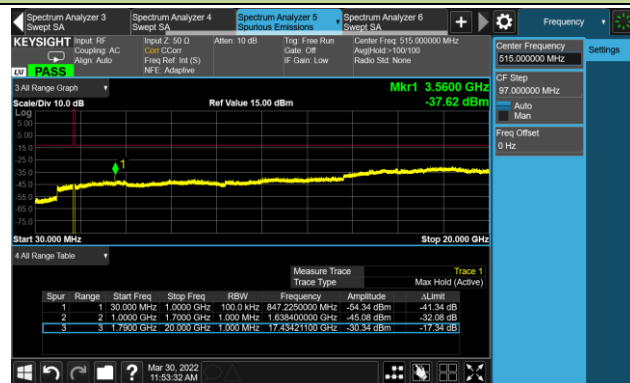 Spectrum Analyzer 3
Swept SA
Spectrum Analyzer 4
Swept SA
Spectrum Analyzer 5
Spurious Emissions
Spectrum Analyzer 6
Swept SA
Frequency
KEYSIGHT
Input: RF
Coupling: AC
Align: Auto
Input Z: 50 Ω
Corr CCorr
Freq Ref: Int (S)
NFE: Adaptive
Atten: 10 dB
Trig: Free Run
Gate: Off
IF Gain: Low
Center Freq: 515.000000 MHz
Avg|Hold:>100/100
Radio Std: None
LXI
PASS
Center Frequency
515.000000 MHz
Settings
CF Step
97.000000 MHz
Auto
Man
Freq Offset
0 Hz
3 All Range Graph
Mkr1 3.5600 GHz
-37.62 dBm
Scale/Div 10.0 dB
Ref Value 15.00 dBm
Log
5.00
-5.00
-15.0
-25.0
-35.0
-45.0
-55.0
-65.0
-75.0
1
Start 30.000 MHz
Stop 20.000 GHz
4 All Range Table
Measure Trace Trace 1
Trace Type Max Hold (Active)
Spur Range Start Freq Stop Freq RBW Frequency Amplitude ΔLimit
1 1 30.000 MHz 1.0000 GHz 100.0 kHz 847.2250000 MHz -54.34 dBm -41.34 dB
2 2 1.0000 GHz 1.7000 GHz 1.000 MHz 1.638400000 GHz -45.08 dBm -32.08 dB
3 3 1.7900 GHz 20.000 GHz 1.000 MHz 17.43421100 GHz -30.34 dBm -17.34 dB
Mar 30, 2022
11:53:32 AM